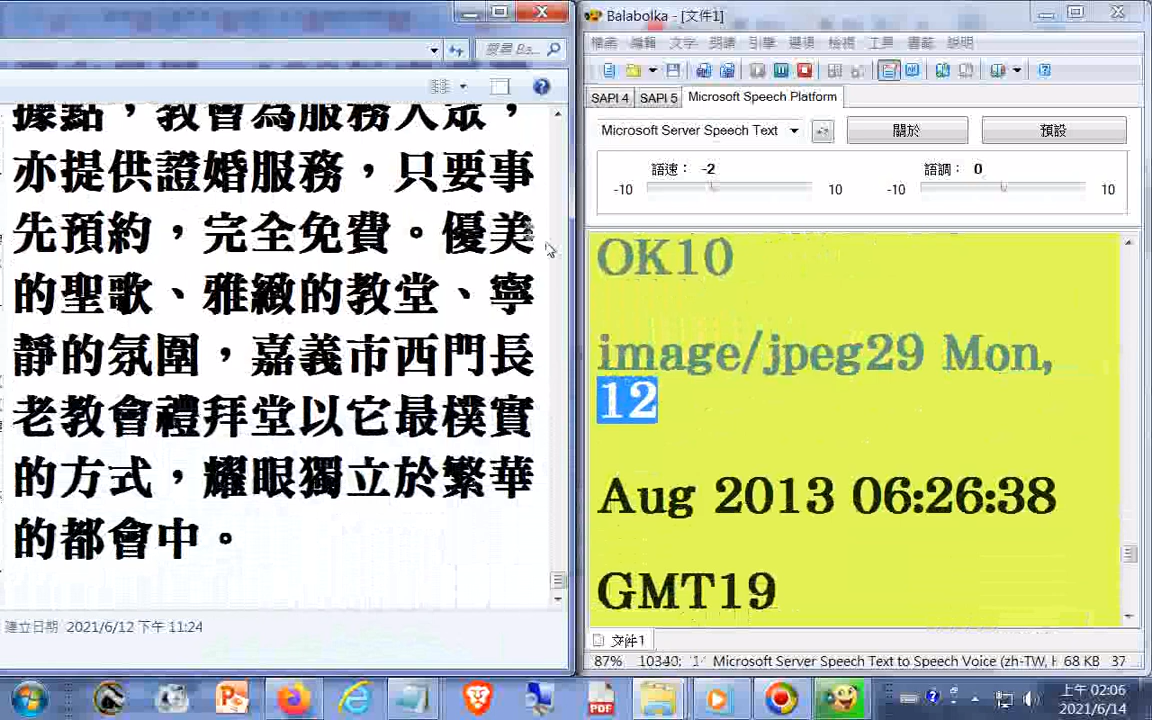 搜尋 Ba...
據點，教會為服務人眾，
亦提供證婚服務，只要事
先預約，完全免費。優美
的聖歌、雅緻的教堂、寧
靜的氛圍，嘉義市西門長
老教會禮拜堂以它最樸實
的方式，耀眼獨立於繁華
的都會中。
建立日期 2021/6/12 下午 11:24
Balabolka - [文件1]
檔案 編輯 文字 朗讀 引擎 選項 檢視 工具 書籤 說明
SAPI 4 SAPI 5 Microsoft Speech Platform
Microsoft Server Speech Text 關於 預設
語速： -2 語調： 0
-10 10 -10 10
OK10
image/jpeg29 Mon,
12
Aug 2013 06:26:38
GMT19
文件1
87% 10340: '1' Microsoft Server Speech Text to Speech Voice (zh-TW, H 68 KB 37
PDF
上午 02:06
2021/6/14